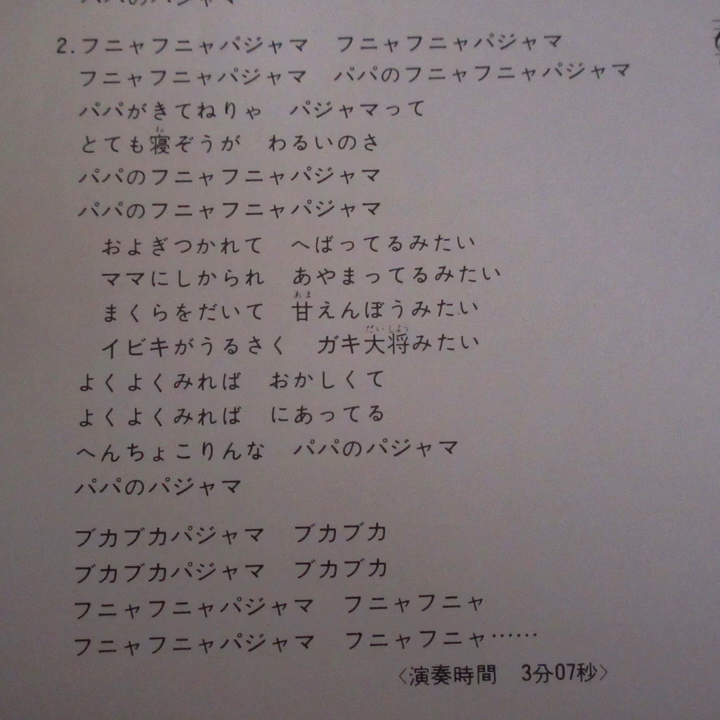 パパのパジャマ
2.フニャフニャパジャマ　フニャフニャパジャマ
フニャフニャパジャマ　パパのフニャフニャパジャマ
パパがきてねりゃ　パジャマって
とても寝ぞうが　わるいのさ
パパのフニャフニャパジャマ
パパのフニャフニャパジャマ
およぎつかれて　へばってるみたい
ママにしかられ　あやまってるみたい
まくらをだいて　甘えんぼうみたい
イビキがうるさく　ガキ大将みたい
よくよくみれば　おかしくて
よくよくみれば　にあってる
へんちょこりんな　パパのパジャマ
パパのパジャマ
ブカブカパジャマ　ブカブカ
ブカブカパジャマ　ブカブカ
フニャフニャパジャマ　フニャフニャ
フニャフニャパジャマ　フニャフニャ……
〈演奏時間　3分07秒〉